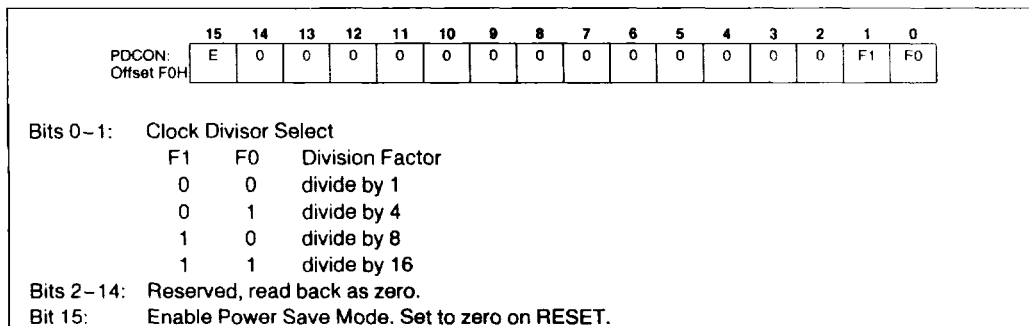 15 14 13 12 11 10 9 8 7 6 5 4 3 2 1 0
PDCON: E 0 0 0 0 0 0 0 0 0 0 0 0 0 F1 F0
Offset F0H
Bits 0–1: Clock Divisor Select
F1 F0 Division Factor
0 0 divide by 1
0 1 divide by 4
1 0 divide by 8
1 1 divide by 16
Bits 2–14: Reserved, read back as zero.
Bit 15: Enable Power Save Mode. Set to zero on RESET.